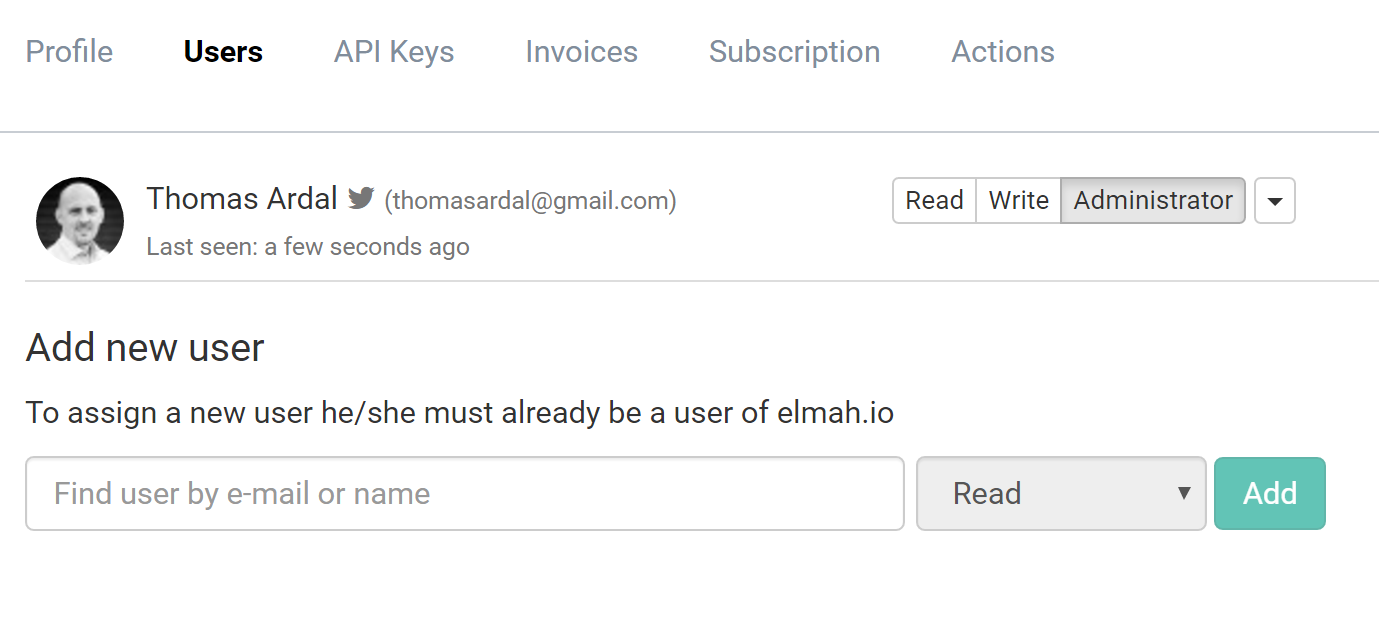 Profile Users API Keys Invoices Subscription Actions
Thomas Ardal (thomasardal@gmail.com) Read Write Administrator
Last seen: a few seconds ago
Add new user
To assign a new user he/she must already be a user of elmah.io
Find user by e-mail or name Read Add